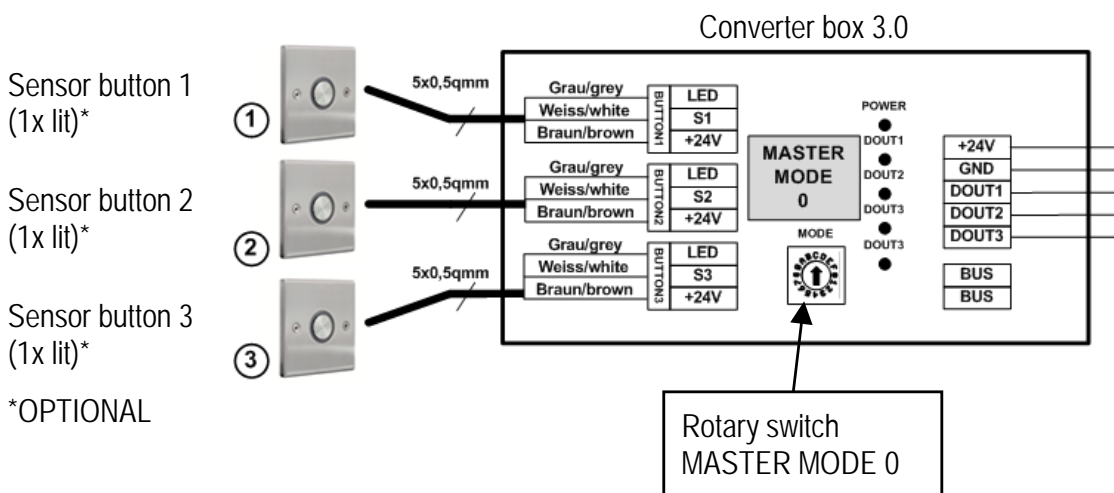 Converter box 3.0
Sensor button 1
(1x lit)*
1
5x0,5qmm
Grau/grey
Weiss/white
Braun/brown
BUTTON1
LED
S1
+24V
Sensor button 2
(1x lit)*
2
5x0,5qmm
Grau/grey
Weiss/white
Braun/brown
BUTTON2
LED
S2
+24V
Sensor button 3
(1x lit)*
3
5x0,5qmm
Grau/grey
Weiss/white
Braun/brown
BUTTON3
LED
S3
+24V
*OPTIONAL
MASTER
MODE
0
MODE
POWER
DOUT1
DOUT2
DOUT3
DOUT3
+24V
GND
DOUT1
DOUT2
DOUT3
BUS
BUS
Rotary switch
MASTER MODE 0